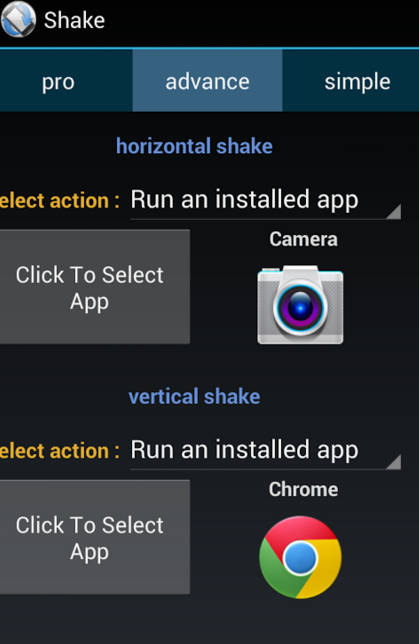 Shake
pro advance simple
horizontal shake
elect action : Run an installed app
Camera
Click To Select
App
vertical shake
elect action : Run an installed app
Chrome
Click To Select
App